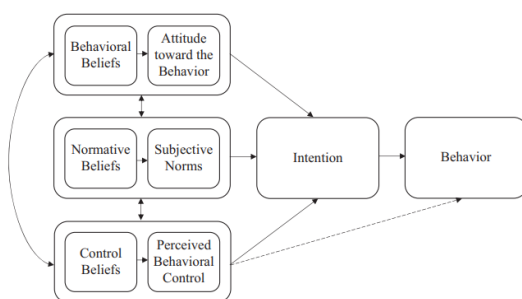 Behavioral
Beliefs
Attitude
toward the
Behavior
Normative
Beliefs
Subjective
Norms
Intention
Behavior
Control
Beliefs
Perceived
Behavioral
Control